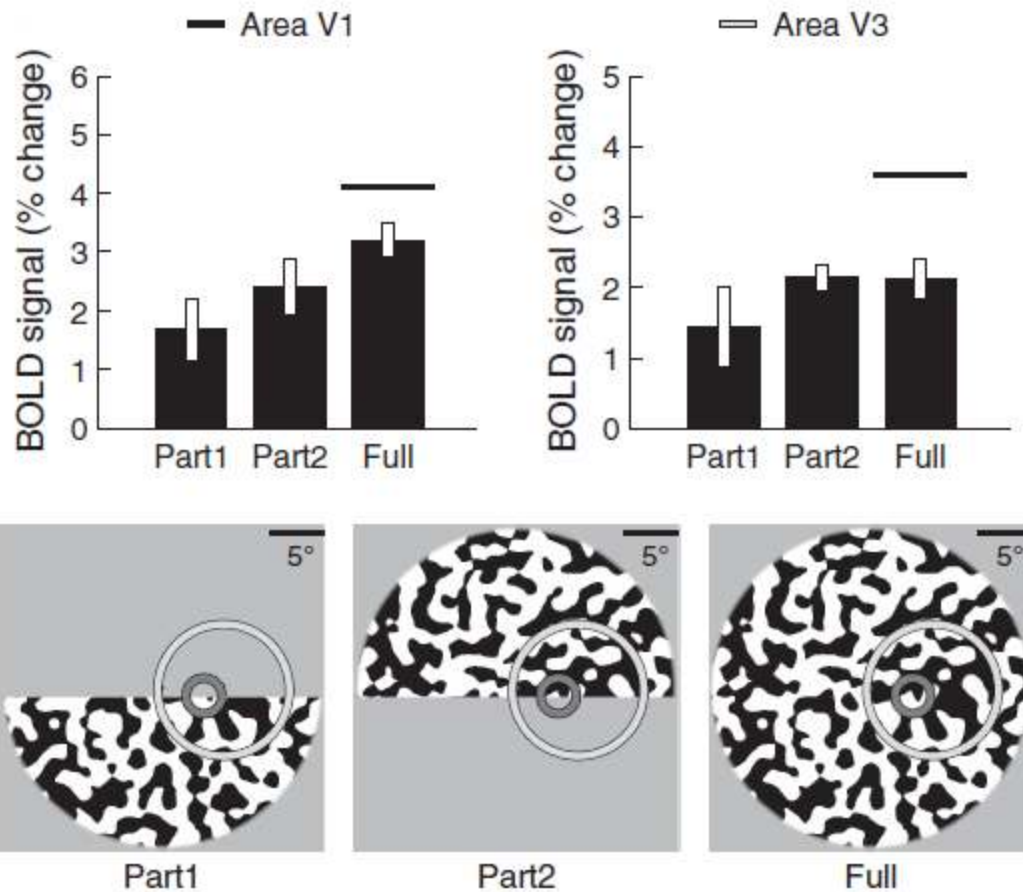 Area V1
Area V3
BOLD signal (% change)
6
5
4
3
2
1
0
Part1 Part2 Full
BOLD signal (% change)
5
4
3
2
1
0
Part1 Part2 Full
5°
5°
5°
Part1
Part2
Full